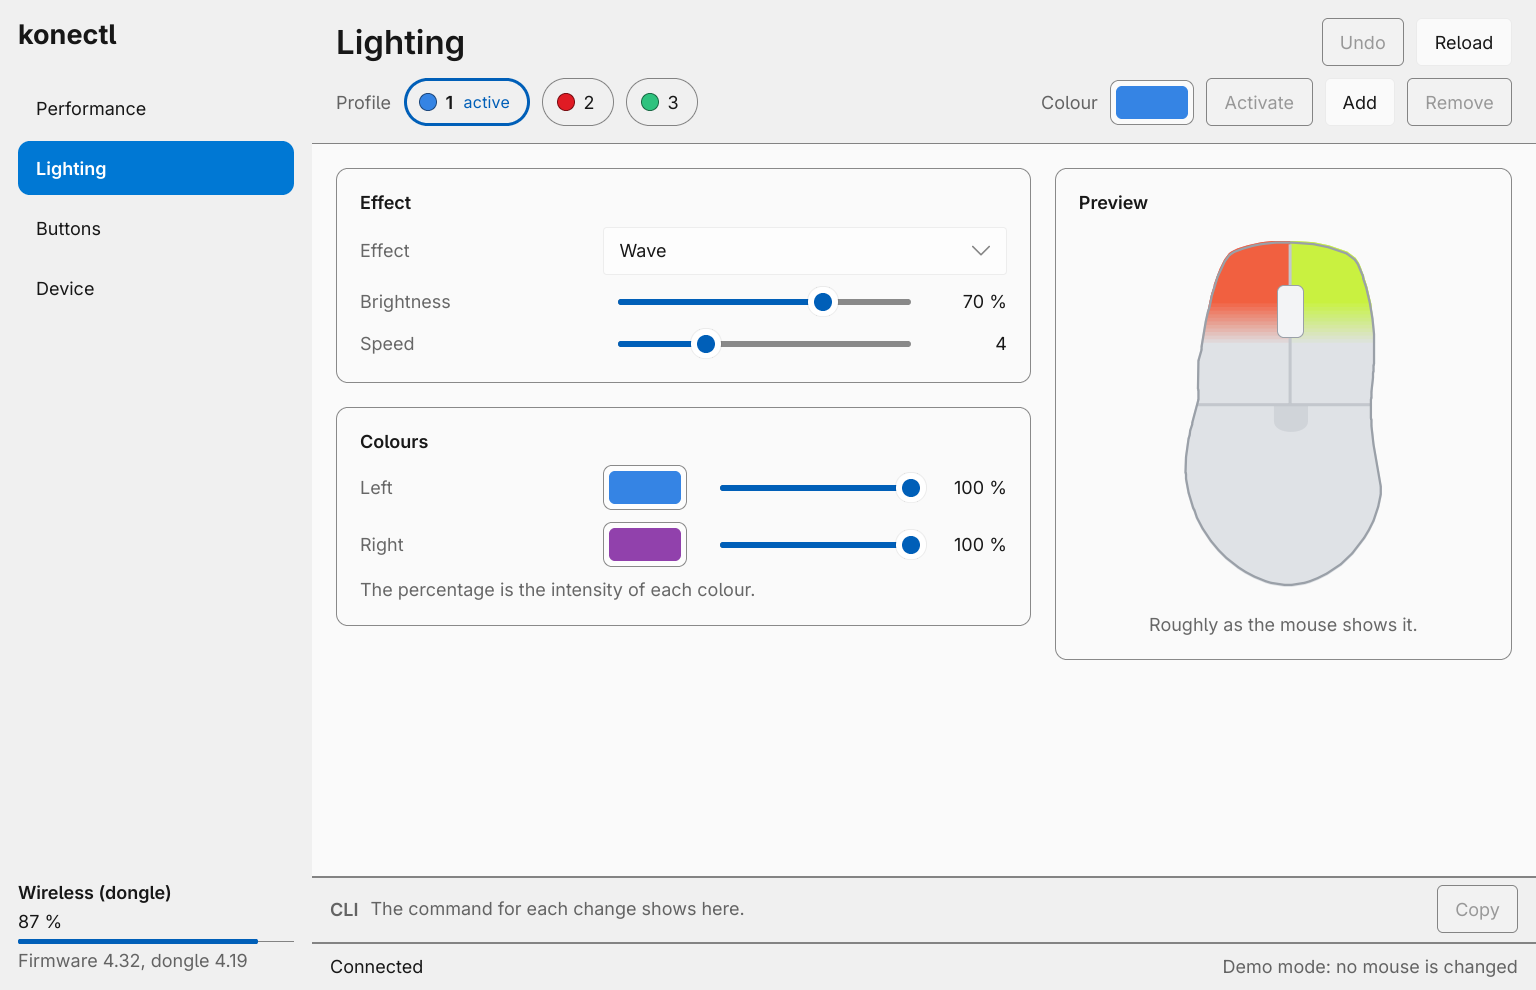 konectl
Performance
Lighting
Buttons
Device
Wireless (dongle)
87 %
Firmware 4.32, dongle 4.19
Lighting
Undo
Reload
Profile
1 active
2
3
Colour
Activate
Add
Remove
Effect
Effect
Wave
Brightness
70 %
Speed
4
Colours
Left
100 %
Right
100 %
The percentage is the intensity of each colour.
Preview
Roughly as the mouse shows it.
CLI The command for each change shows here.
Copy
Connected
Demo mode: no mouse is changed